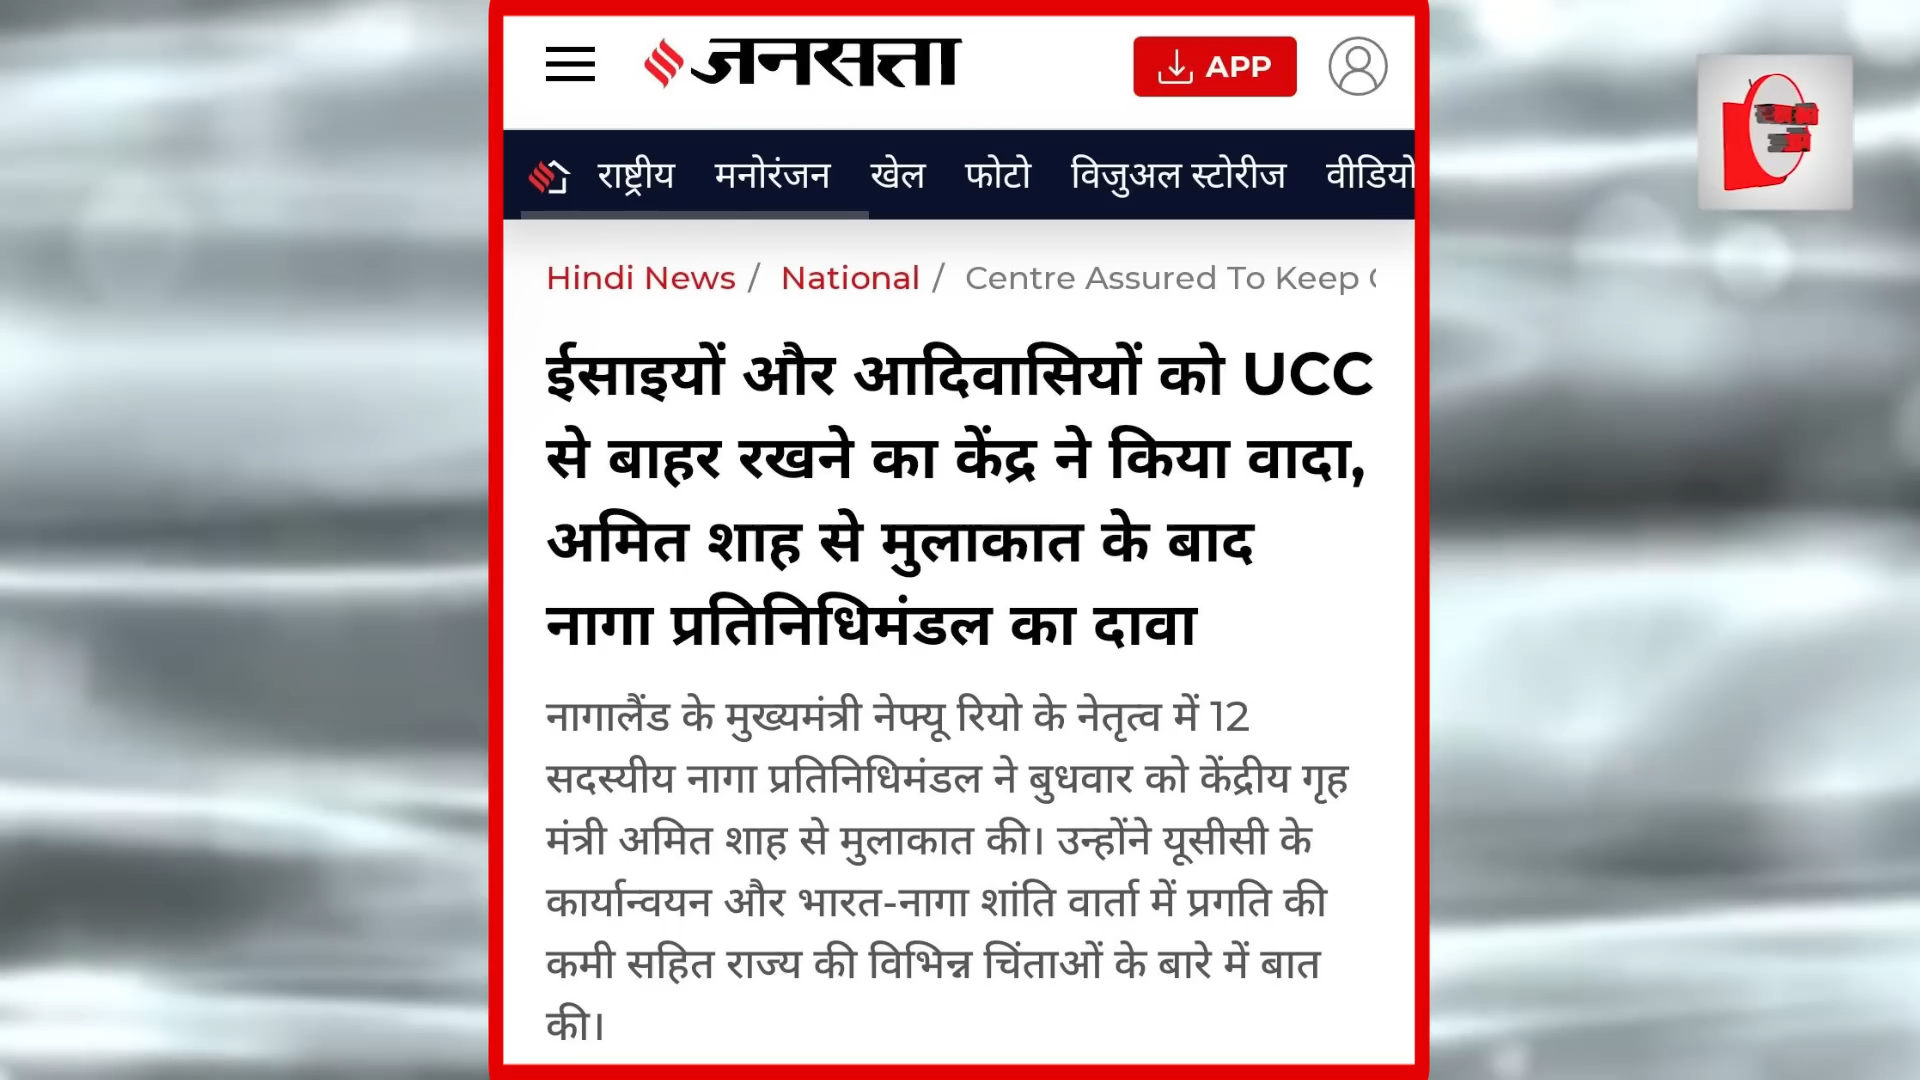 जनसत्ता
APP
राष्ट्रीय मनोरंजन खेल फोटो विजुअल स्टोरीज वीडियो
Hindi News / National / Centre Assured To Keep
ईसाइयों और आदिवासियों को UCC
से बाहर रखने का केंद्र ने किया वादा,
अमित शाह से मुलाकात के बाद
नागा प्रतिनिधिमंडल का दावा
नागालैंड के मुख्यमंत्री नेफ्यू रियो के नेतृत्व में 12
सदस्यीय नागा प्रतिनिधिमंडल ने बुधवार को केंद्रीय गृह
मंत्री अमित शाह से मुलाकात की। उन्होंने यूसीसी के
कार्यान्वयन और भारत-नागा शांति वार्ता में प्रगति की
कमी सहित राज्य की विभिन्न चिंताओं के बारे में बात
की।